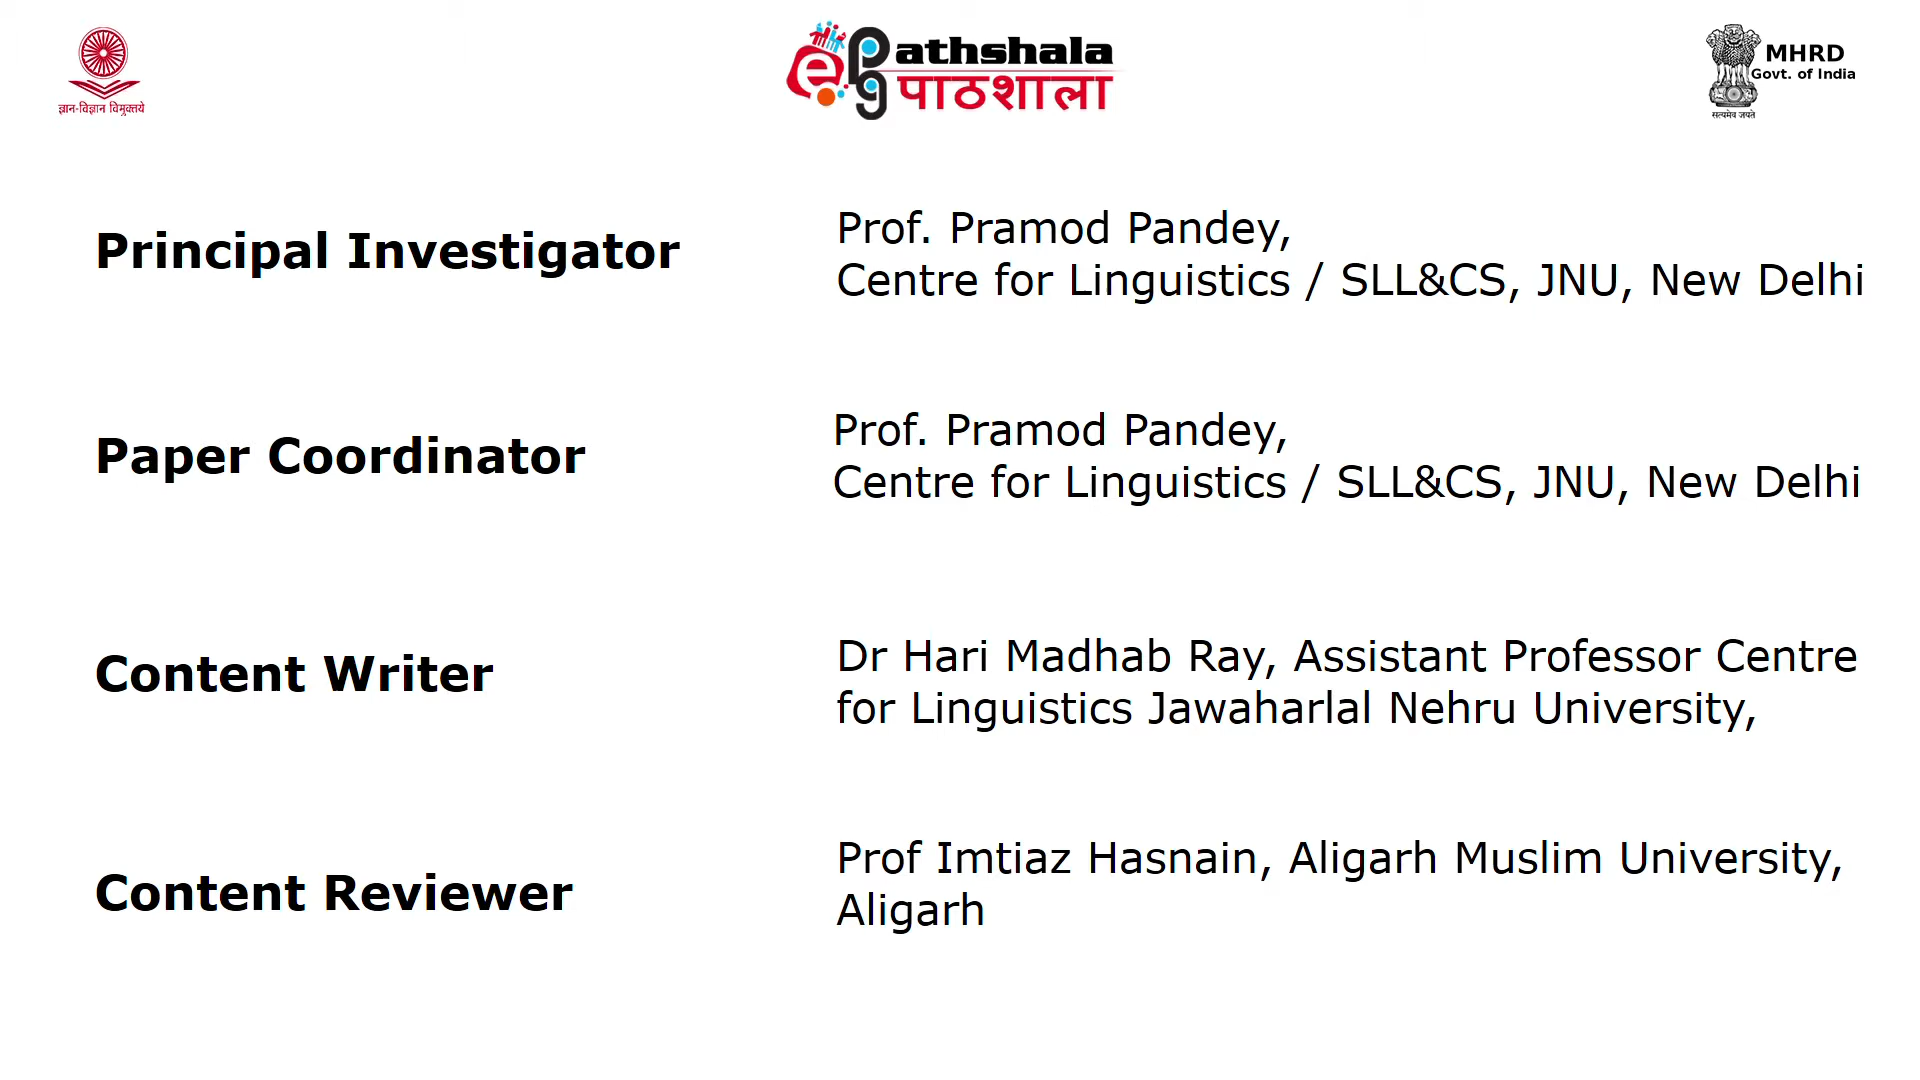 ज्ञान-विज्ञान विमुक्तये
e Pg athshala
पाठशाला
MHRD
Govt. of India
सत्यमेव जयते
Principal Investigator
Prof. Pramod Pandey,
Centre for Linguistics / SLL&CS, JNU, New Delhi
Paper Coordinator
Prof. Pramod Pandey,
Centre for Linguistics / SLL&CS, JNU, New Delhi
Content Writer
Dr Hari Madhab Ray, Assistant Professor Centre
for Linguistics Jawaharlal Nehru University,
Content Reviewer
Prof Imtiaz Hasnain, Aligarh Muslim University,
Aligarh